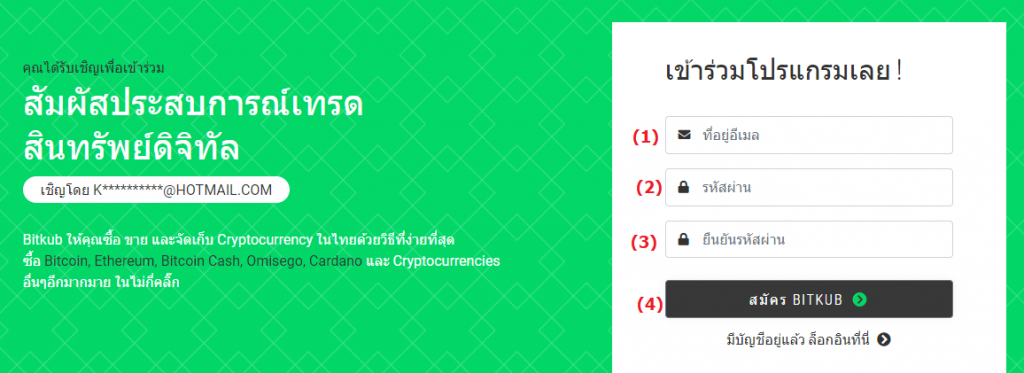 คุณได้รับเชิญเพื่อเข้าร่วม
สัมผัสประสบการณ์เทรด
สินทรัพย์ดิจิทัล
เชิญโดย K**********@HOTMAIL.COM
Bitkub ให้คุณซื้อ ขาย และจัดเก็บ Cryptocurrency ในไทยด้วยวิธีที่ง่ายที่สุด
ซื้อ Bitcoin, Ethereum, Bitcoin Cash, Omisego, Cardano และ Cryptocurrencies
อื่นๆอีกมากมาย ในไม่กี่คลิ๊ก
เข้าร่วมโปรแกรมเลย !
(1) ที่อยู่อีเมล
(2) รหัสผ่าน
(3) ยืนยันรหัสผ่าน
(4) สมัคร BITKUB
มีบัญชีอยู่แล้ว ล็อกอินที่นี่